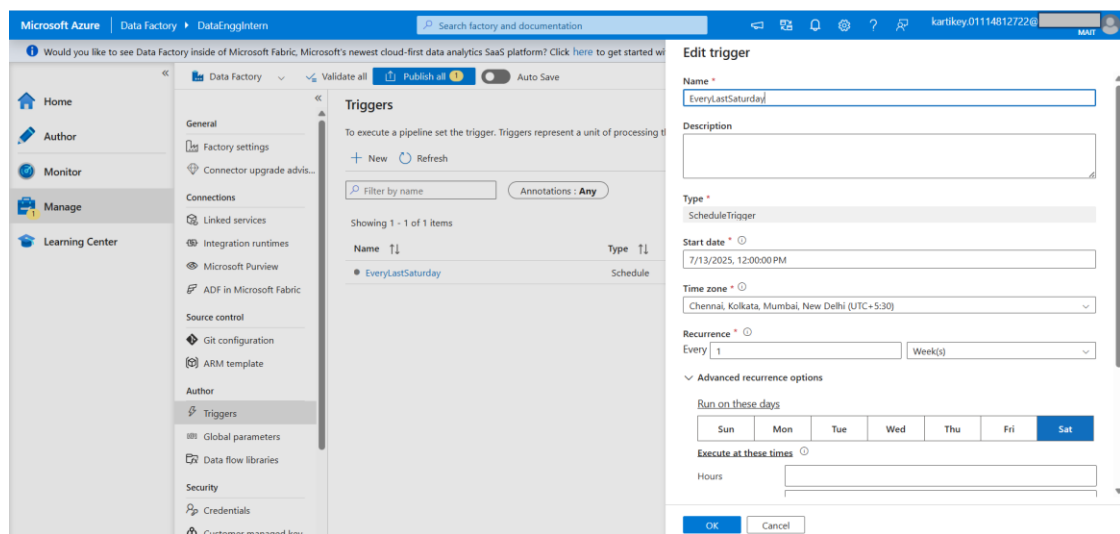 Microsoft Azure Data Factory DataEnggIntern Search factory and documentation kartikey.01114812722@
MAIT
Would you like to see Data Factory inside of Microsoft Fabric, Microsoft's newest cloud-first data analytics SaaS platform? Click here to get started
Data Factory Validate all Publish all 1 Auto Save
Home
Author
Monitor
Manage
1
Learning Center
General
Factory settings
Connector upgrade advis...
Connections
Linked services
Integration runtimes
Microsoft Purview
ADF in Microsoft Fabric
Source control
Git configuration
ARM template
Author
Triggers
Global parameters
Data flow libraries
Security
Credentials
Customer managed key
Triggers
To execute a pipeline set the trigger. Triggers represent a unit of processing
New Refresh
Filter by name Annotations : Any
Showing 1 - 1 of 1 items
Name Type
EveryLastSaturday Schedule
Edit trigger
Name *
EveryLastSaturday
Description
Type *
ScheduleTrigger
Start date *
7/13/2025, 12:00:00 PM
Time zone *
Chennai, Kolkata, Mumbai, New Delhi (UTC+5:30)
Recurrence *
Every 1 Week(s)
Advanced recurrence options
Run on these days
Sun Mon Tue Wed Thu Fri Sat
Execute at these times
Hours
OK Cancel